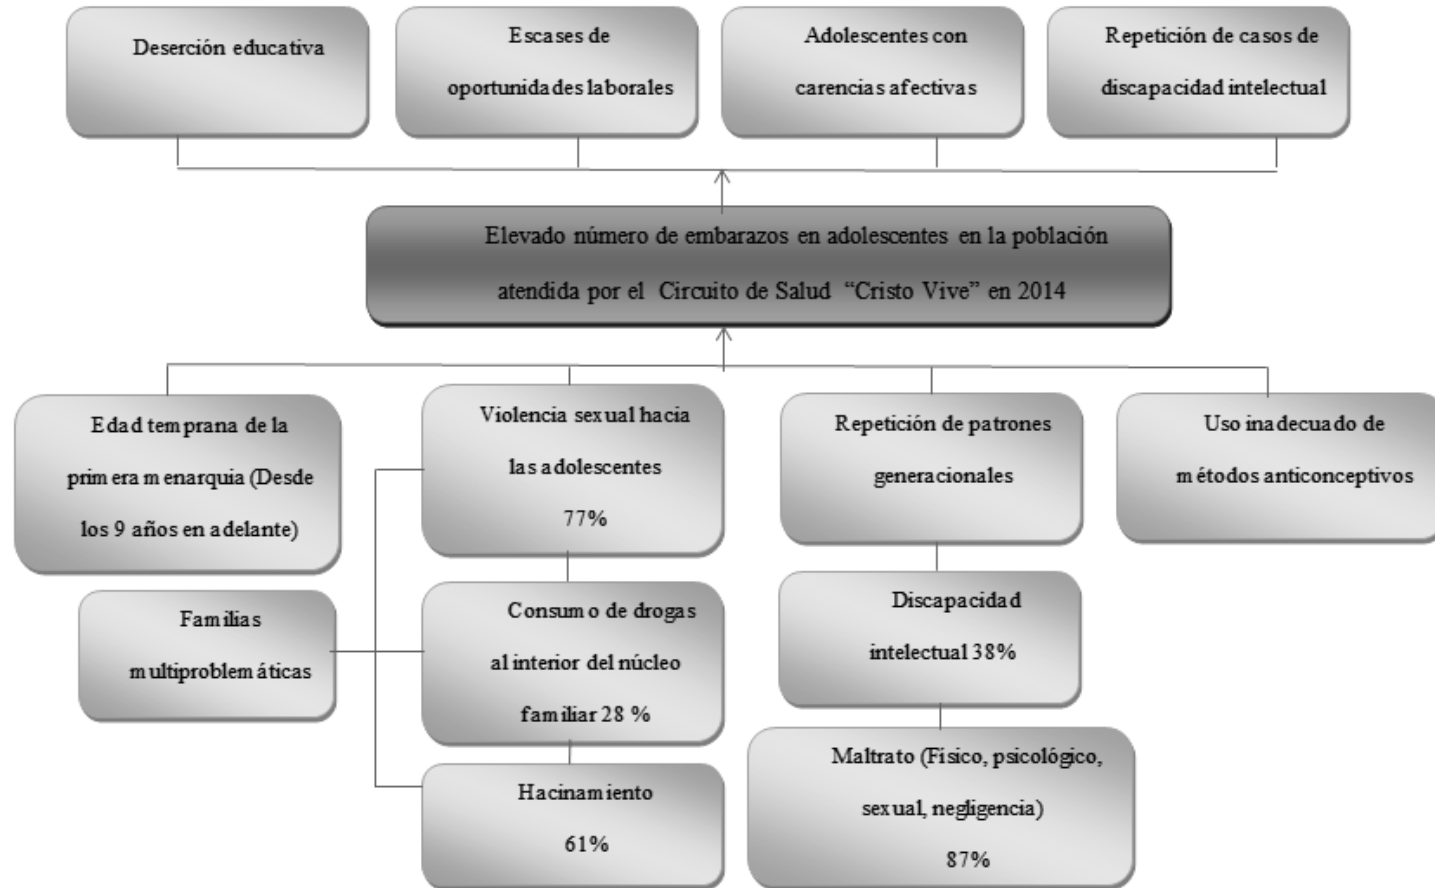 Deserción educativa
Escases de
oportunidades laborales
Adolescentes con
carencias afectivas
Repetición de casos de
discapacidad intelectual
Elevado número de embarazos en adolescentes en la población
atendida por el Circuito de Salud “Cristo Vive” en 2014
Edad temprana de la
primera menarquia (Desde
los 9 años en adelante)
Violencia sexual hacia
las adolescentes
77%
Repetición de patrones
generacionales
Uso inadecuado de
métodos anticonceptivos
Familias
multiproblemáticas
Consumo de drogas
al interior del núcleo
familiar 28 %
Discapacidad
intelectual 38%
Hacinamiento
61%
Maltrato (Físico, psicológico,
sexual, negligencia)
87%